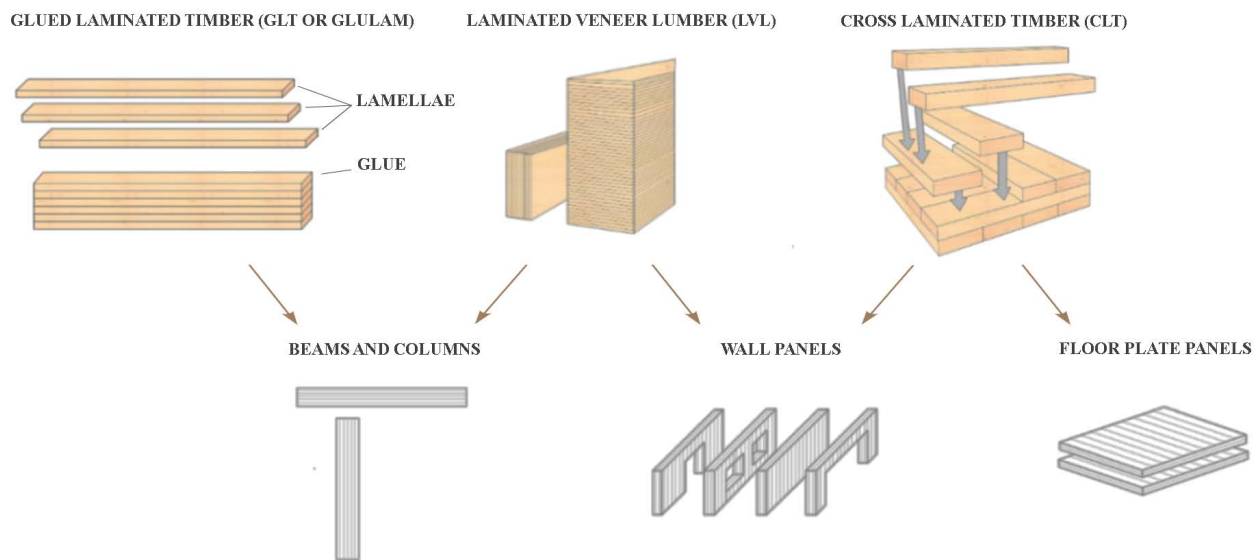 GLUED LAMINATED TIMBER (GLT OR GLULAM)
LAMINATED VENEER LUMBER (LVL)
CROSS LAMINATED TIMBER (CLT)
LAMELLAE
GLUE
BEAMS AND COLUMNS
WALL PANELS
FLOOR PLATE PANELS